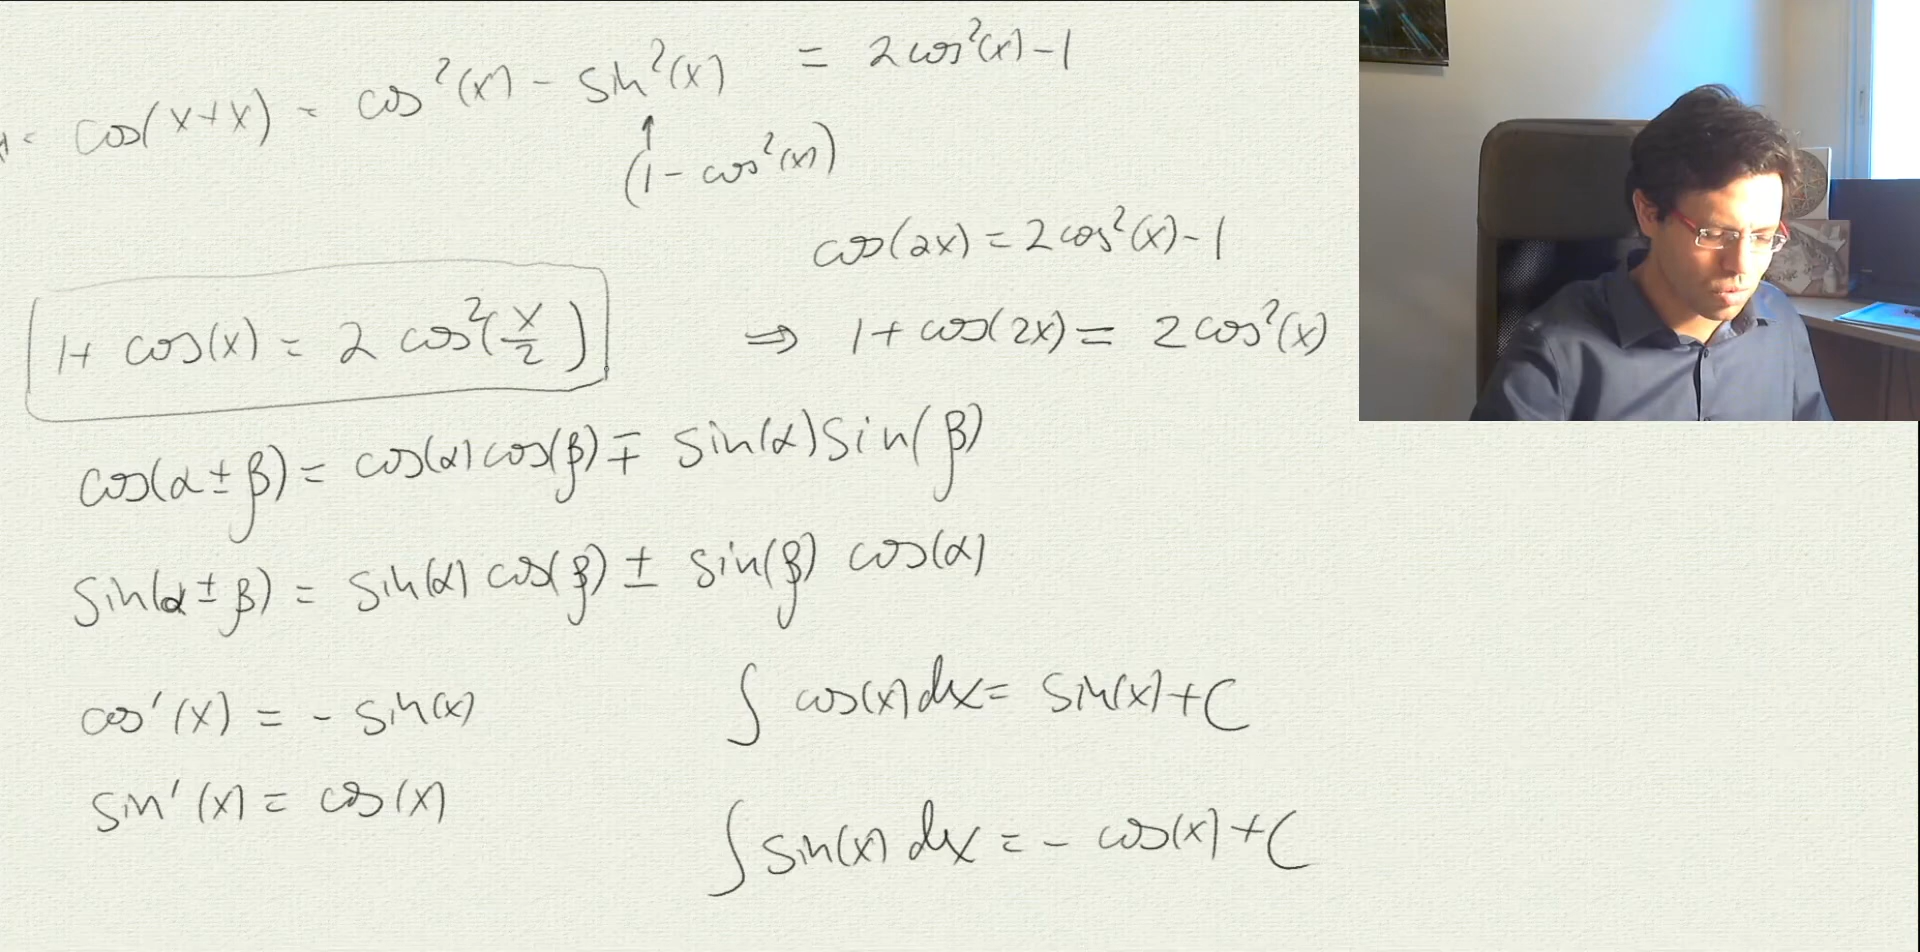 = cos(x+x) = cos²(x) - sin²(x) = 2cos²(x)-1
↑
(1-cos²(x))
cos(2x) = 2cos²(x)-1
1+ cos(x) = 2 cos²(x/2)
⇒ 1+cos(2x) = 2cos²(x)
cos(α±β) = cos(α)cos(β) ∓ sin(α)sin(β)
sin(α±β) = sin(α)cos(β) ± sin(β) cos(α)
cos'(x) = - sin(x)
sin'(x) = cos(x)
∫ cos(x)dx = sin(x)+C
∫ sin(x) dx = - cos(x)+C